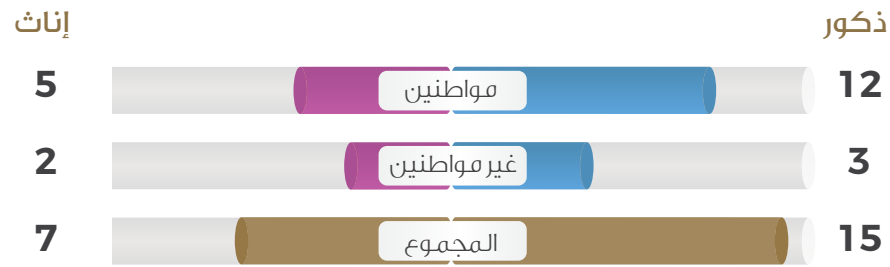 ذكور إناث
12 مواطنين 5
3 غير مواطنين 2
15 المجموع 7